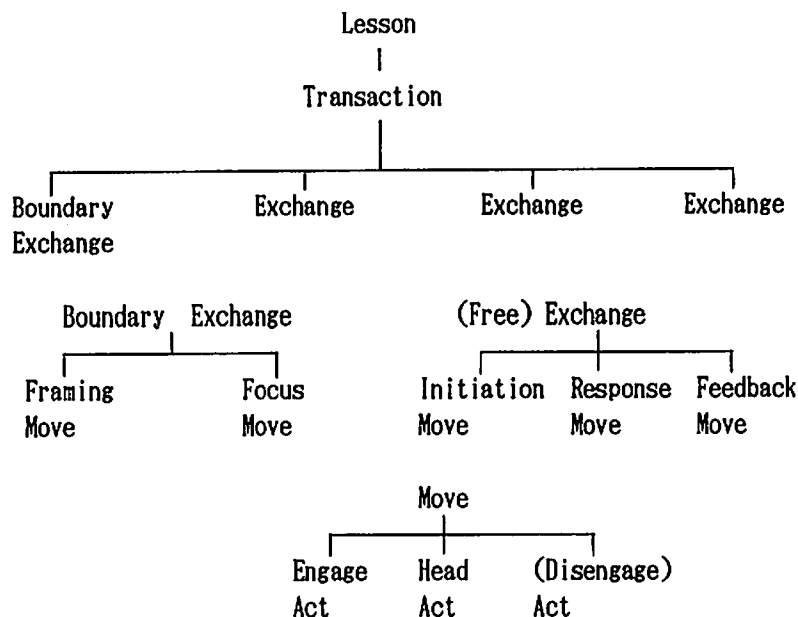 Lesson
Transaction
Boundary Exchange Exchange Exchange
Exchange
Boundary Exchange (Free) Exchange
Framing Focus Initiation Response Feedback
Move Move Move Move Move
Move
Engage Head (Disengage)
Act Act Act